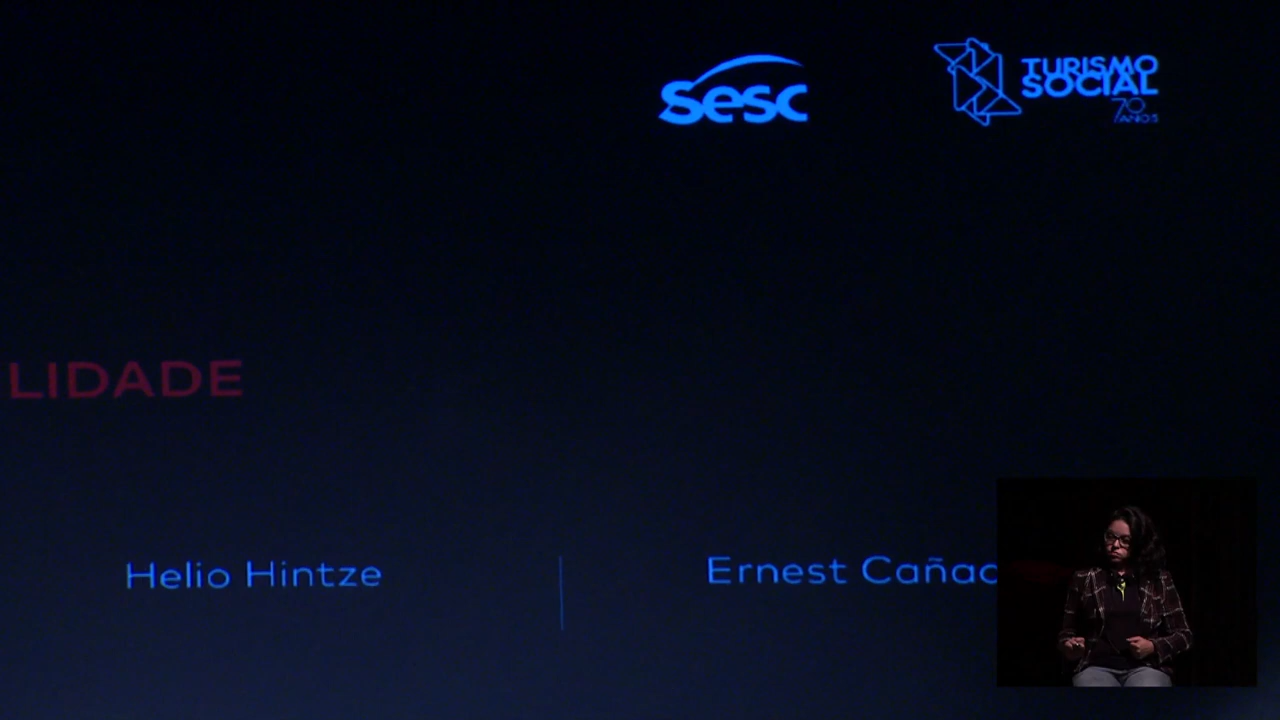 Sesc
TURISMO
SOCIAL
70
ANOS
LIDADE
Helio Hintze
Ernest Cañac